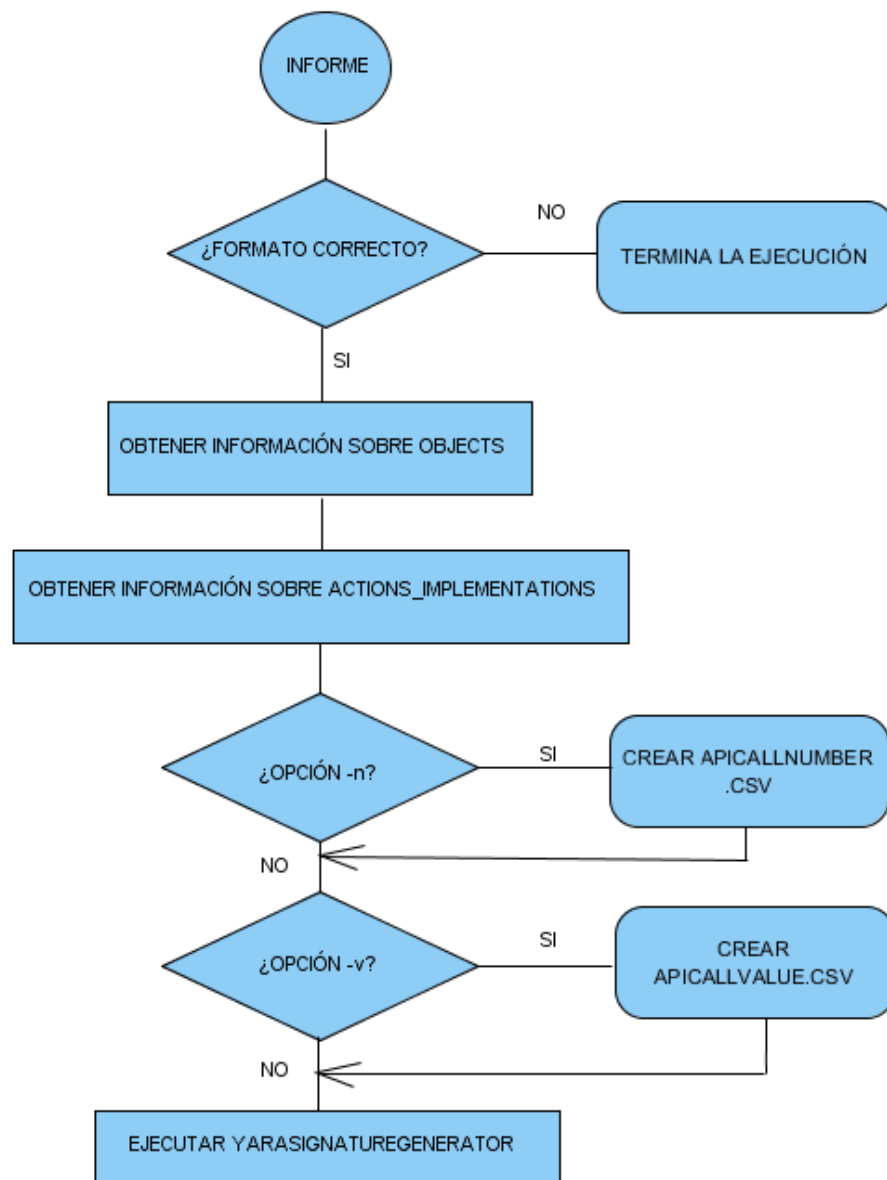 INFORME
¿FORMATO CORRECTO?
NO
TERMINA LA EJECUCIÓN
SI
OBTENER INFORMACIÓN SOBRE OBJECTS
OBTENER INFORMACIÓN SOBRE ACTIONS_IMPLEMENTATIONS
¿OPCIÓN -n?
SI
CREAR APICALLNUMBER
.CSV
NO
¿OPCIÓN -v?
SI
CREAR
APICALLVALUE.CSV
NO
EJECUTAR YARASIGNATUREGENERATOR